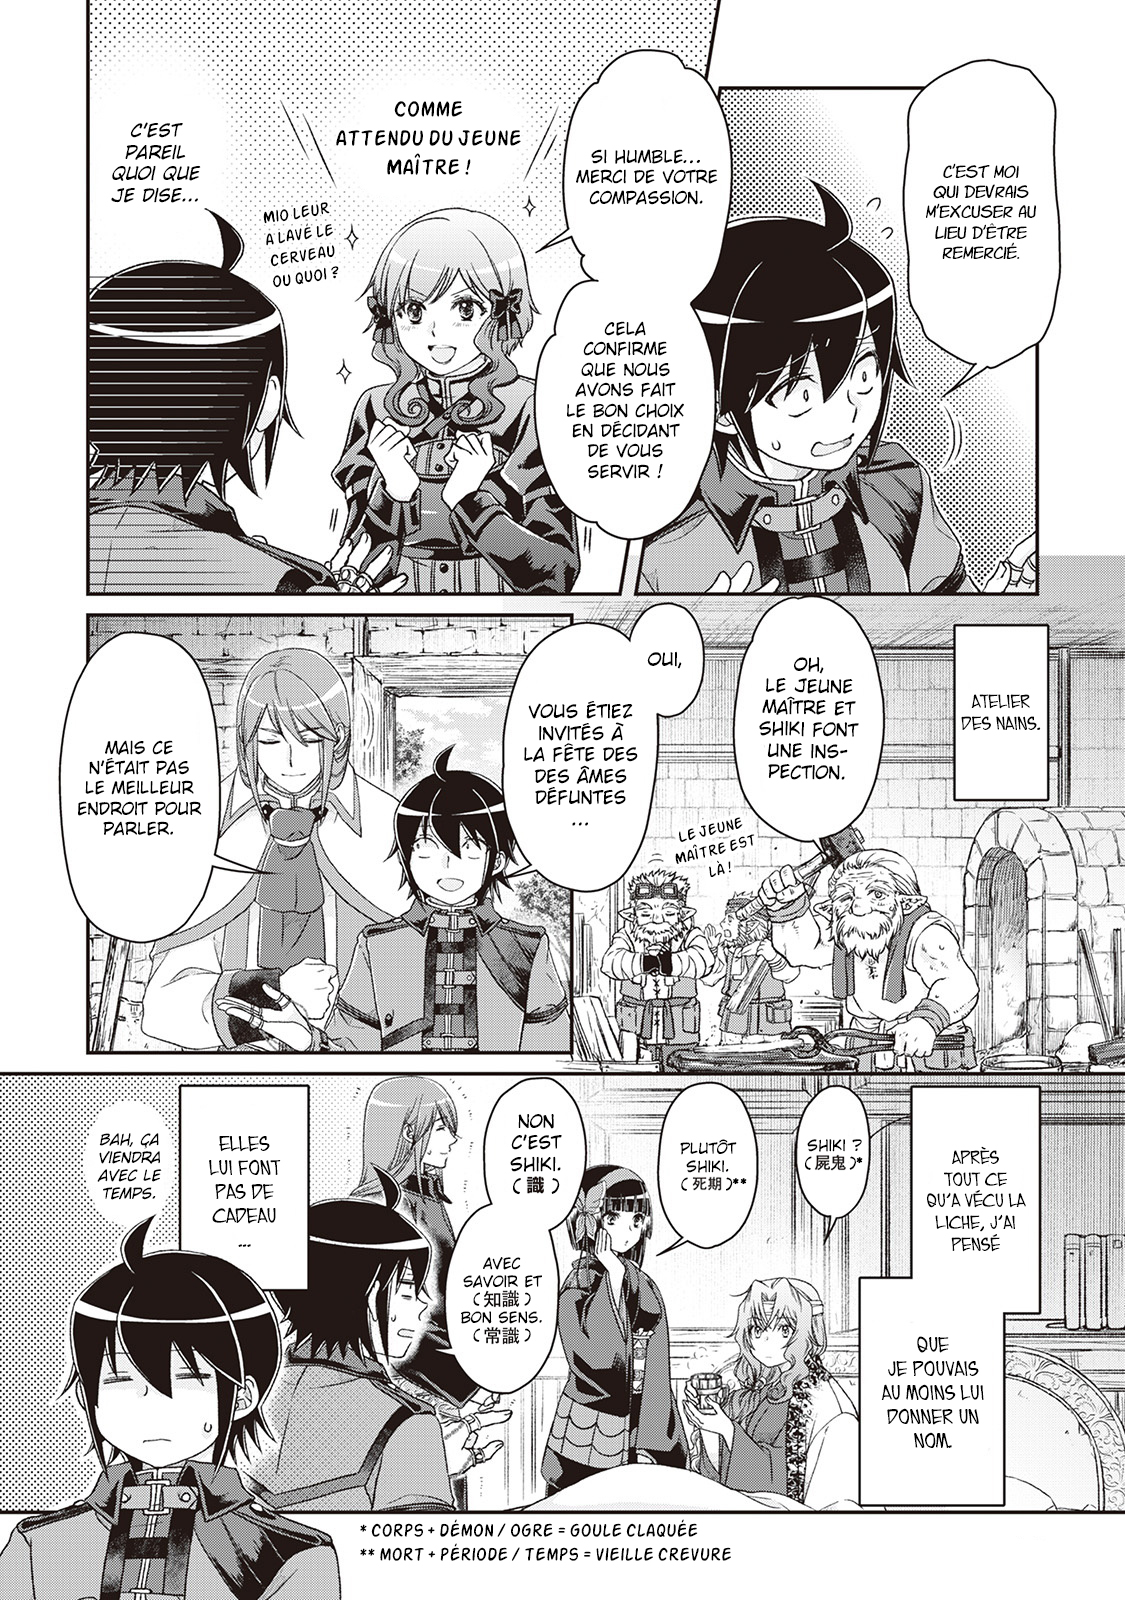 C'EST MOI
QUI DEVRAIS
M'EXCUSER AU
LIEU D'ÊTRE
REMERCIÉ.
SI HUMBLE...
MERCI DE VOTRE
COMPASSION.
CELA
CONFIRME
QUE NOUS
AVONS FAIT
LE BON CHOIX
EN DÉCIDANT
DE VOUS
SERVIR !
COMME
ATTENDU DU JEUNE
MAÎTRE !
MIO LEUR
A LAVÉ LE
CERVEAU
OU QUOI ?
C'EST
PAREIL
QUOI QUE
JE DISE...
ATELIER
DES NAINS.
OH,
LE JEUNE
MAÎTRE ET
SHIKI FONT
UNE INS-
PECTION.
LE JEUNE
MAÎTRE EST
LÀ !
OUI,
VOUS ÉTIEZ
INVITÉS À
LA FÊTE DES
DES ÂMES
DÉFUNTES
...
MAIS CE
N'ÉTAIT PAS
LE MEILLEUR
ENDROIT POUR
PARLER.
APRÈS
TOUT CE
QU'A VÉCU LA
LICHE, J'AI
PENSÉ
QUE
JE POUVAIS
AU MOINS LUI
DONNER UN
NOM.
SHIKI ?
(屍鬼)*
PLUTÔT
SHIKI.
(死期)**
NON
C'EST
SHIKI.
(識)
AVEC
SAVOIR ET
(知識)
BON SENS.
(常識)
ELLES
LUI FONT
PAS DE
CADEAU
...
BAH, ÇA
VIENDRA
AVEC LE
TEMPS.
* CORPS + DÉMON / OGRE = GOULE CLAQUÉE
** MORT + PÉRIODE / TEMPS = VIEILLE CREVURE